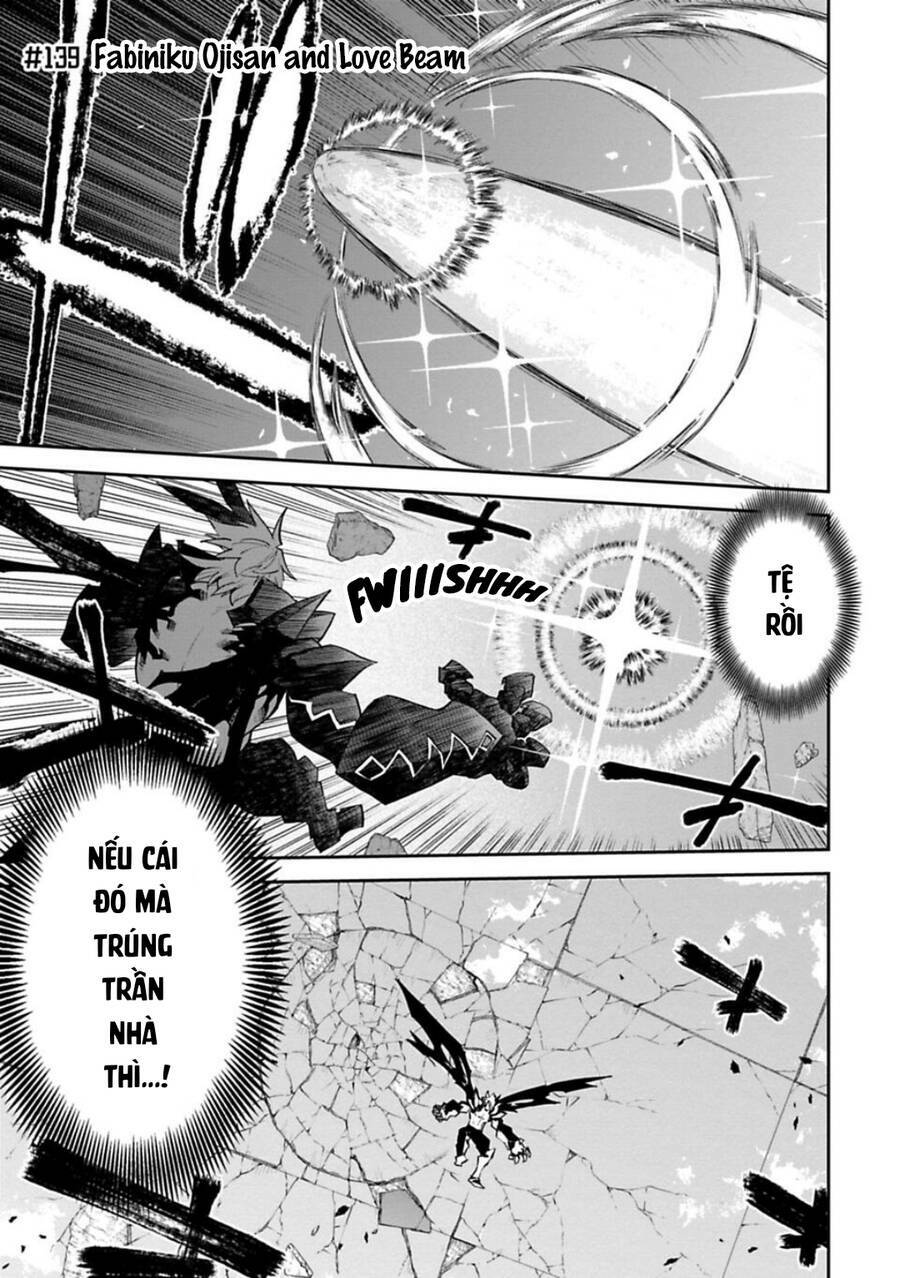 #139 Fabiniku Ojisan and Love Beam
TỆ
RỒI
FWIIISHHH
NẾU CÁI
ĐÓ MÀ
TRÚNG
TRẦN
NHÀ
THÌ...!